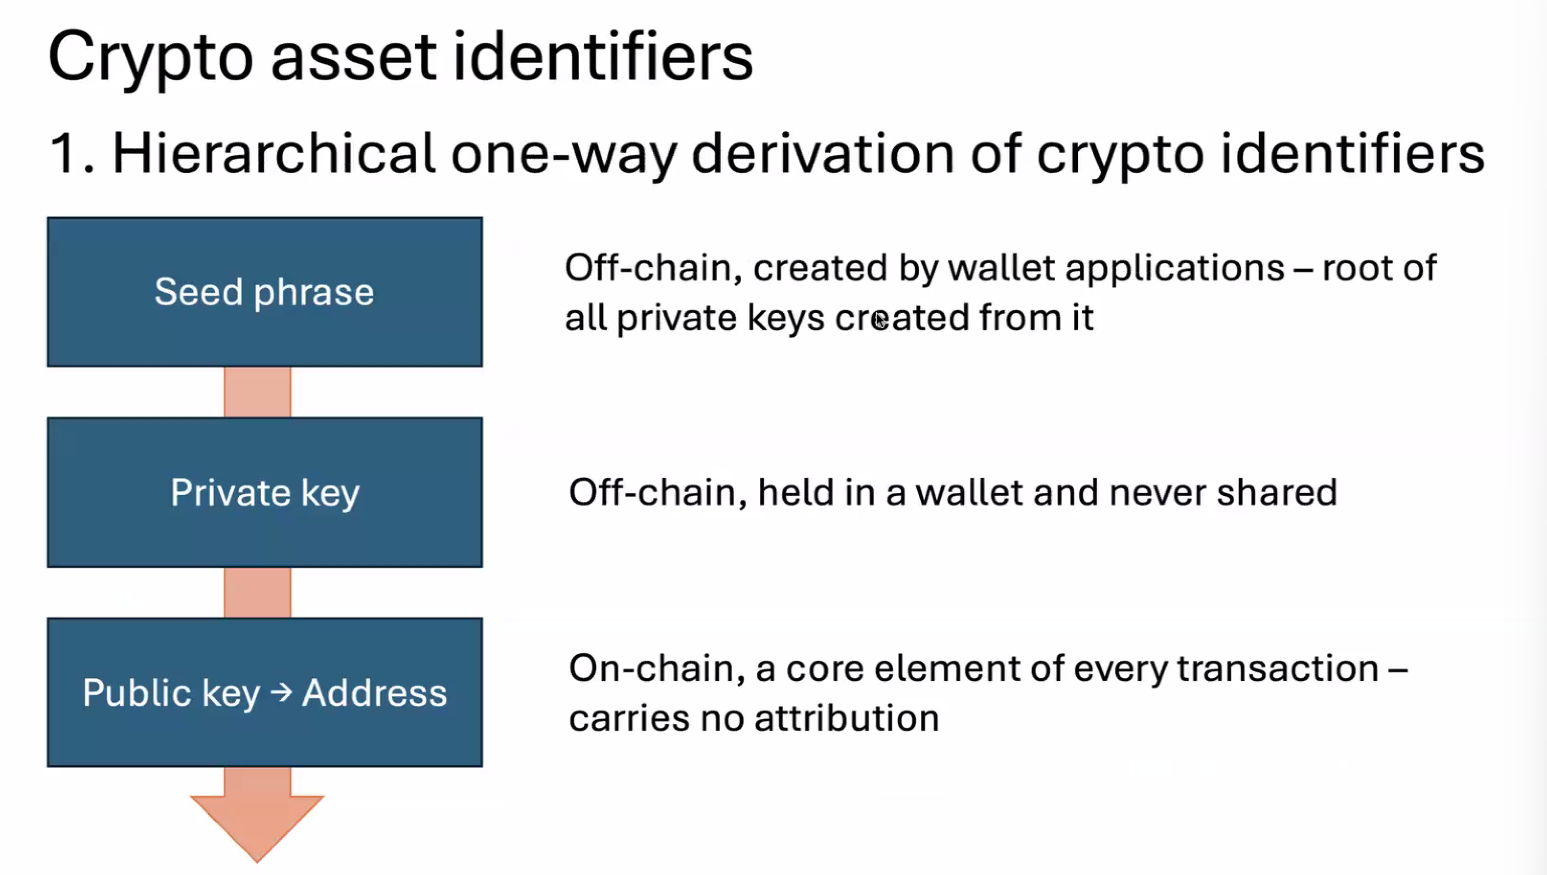 Crypto asset identifiers
1. Hierarchical one-way derivation of crypto identifiers
Seed phrase
Off-chain, created by wallet applications – root of
all private keys created from it
Private key
Off-chain, held in a wallet and never shared
Public key → Address
On-chain, a core element of every transaction –
carries no attribution